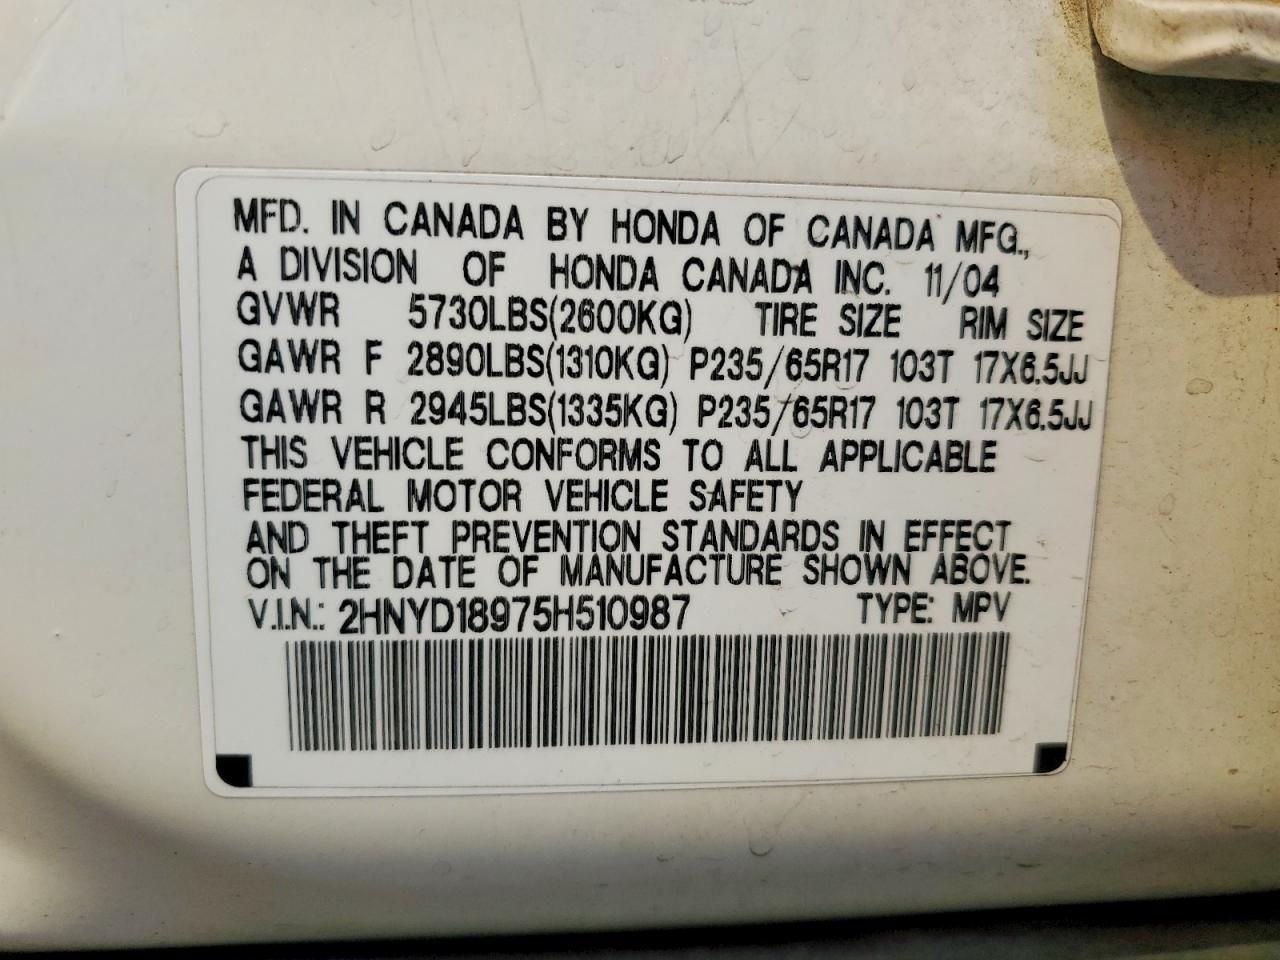 MFD. IN CANADA BY HONDA OF CANADA MFG.,
A DIVISION OF HONDA CANADA INC. 11/04
GVWR 5730LBS(2600KG) TIRE SIZE RIM SIZE
GAWR F 2890LBS(1310KG) P235/65R17 103T 17X6.5JJ
GAWR R 2945LBS(1335KG) P235/65R17 103T 17X6.5JJ
THIS VEHICLE CONFORMS TO ALL APPLICABLE
FEDERAL MOTOR VEHICLE SAFETY
AND THEFT PREVENTION STANDARDS IN EFFECT
ON THE DATE OF MANUFACTURE SHOWN ABOVE.
V.I.N.: 2HNYD18975H510987 TYPE: MPV